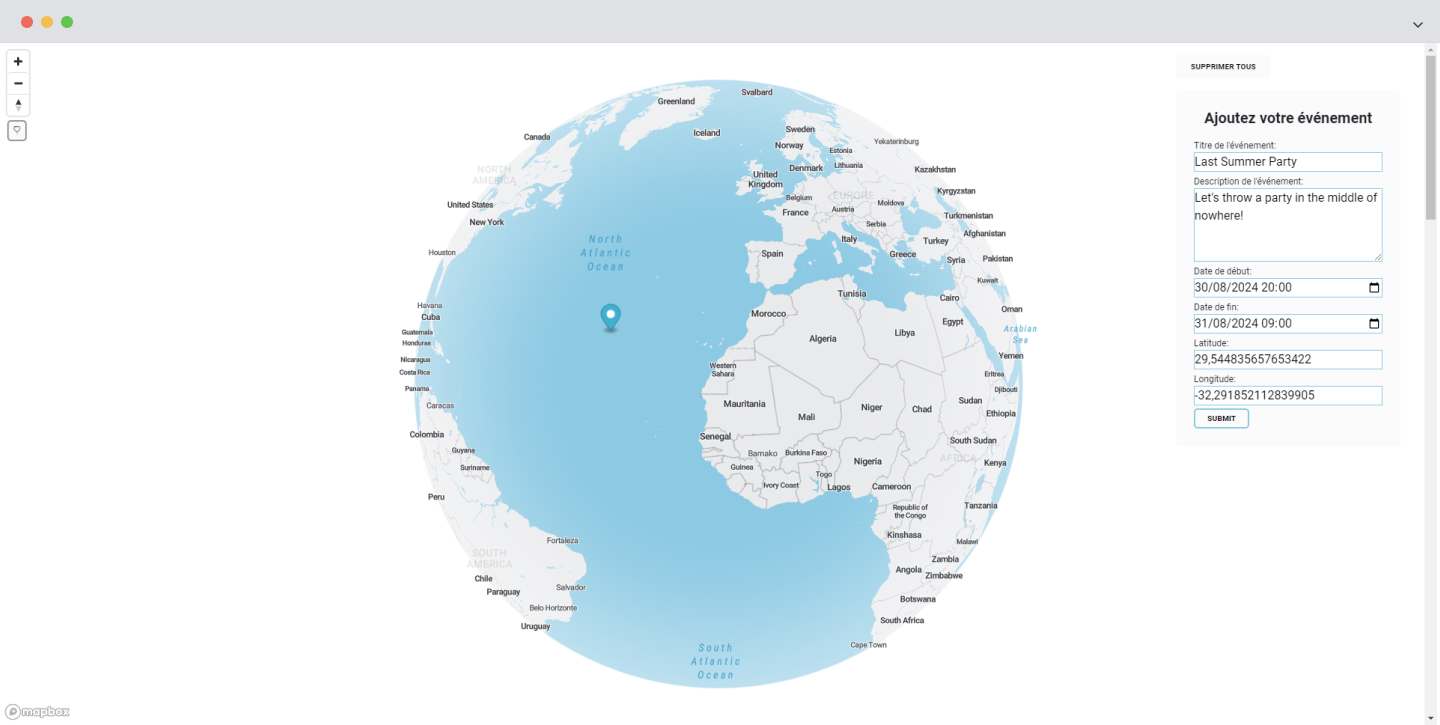 SUPPRIMER TOUS
Ajoutez votre événement
Titre de l'événement:
Last Summer Party
Description de l'événement:
Let's throw a party in the middle of
nowhere!
Date de début:
30/08/2024 20:00
Date de fin:
31/08/2024 09:00
Latitude:
29,544835657653422
Longitude:
-32,291852112839905
SUBMIT
Svalbard
Greenland
Iceland
Canada
Sweden
Norway
Estonia
Yekaterinburg
Denmark
Lithuania
Kazakhstan
NORTH
AMERICA
United
Kingdom
Kyrgyzstan
EUROPE
Belgium
United States
Moldova
Austria
France
Turkmenistan
New York
Serbia
Afghanistan
North
Atlantic
Ocean
Italy
Turkey
Houston
Spain
Greece
Syria
Pakistan
Kuwait
Tunisia
Cairo
Havana
Cuba
Morocco
Oman
Egypt
Guatemala
Honduras
Algeria
Libya
Arabian
Sea
Nicaragua
Yemen
Costa Rica
Western
Sahara
Eritrea
Panama
Djibouti
Caracas
Mauritania
Mali
Niger
Chad
Sudan
Ethiopia
Colombia
Senegal
South Sudan
Guyana
Bamako
Burkina Faso
AFRICA
Suriname
Guinea
Nigeria
Kenya
Togo
Ivory Coast
Lagos
Cameroon
Peru
Republic of
the Congo
Tanzania
Kinshasa
Fortaleza
Malawi
SOUTH
AMERICA
Zambia
Angola
Zimbabwe
Chile
Salvador
Paraguay
Botswana
Belo Horizonte
South Africa
Uruguay
Cape Town
South
Atlantic
Ocean
mapbox